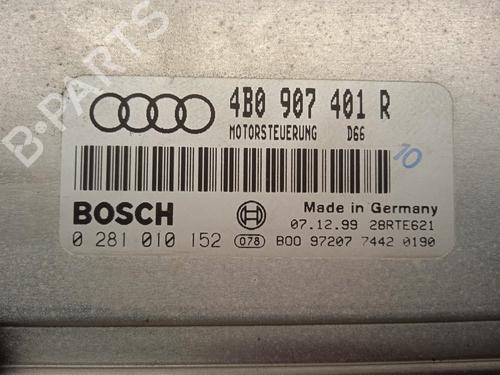 B-PARTS
4B0 907 401 R
MOTORSTEUERUNG D66
10
BOSCH
Made in Germany
07.12.99 28RTE621
0 281 010 152 078 B00 97207 7442 0190